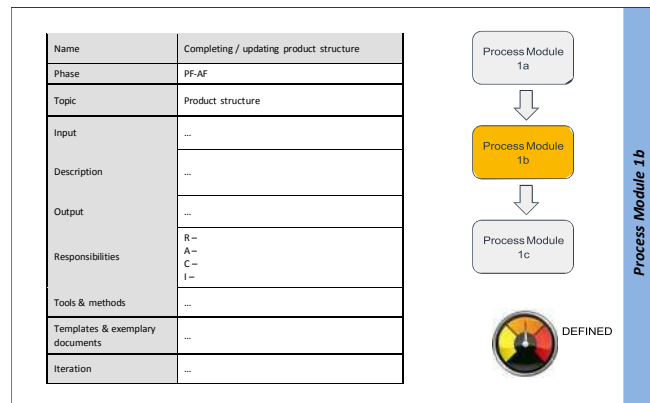 Name
Completing / updating product structure
Phase
PF-AF
Topic
Product structure
Input
...
Description
...
Output
...
Responsibilities
R –
A –
C –
I –
Tools & methods
...
Templates & exemplary
documents
...
Iteration
...
Process Module
1a
Process Module
1b
Process Module
1c
DEFINED
Process Module 1b